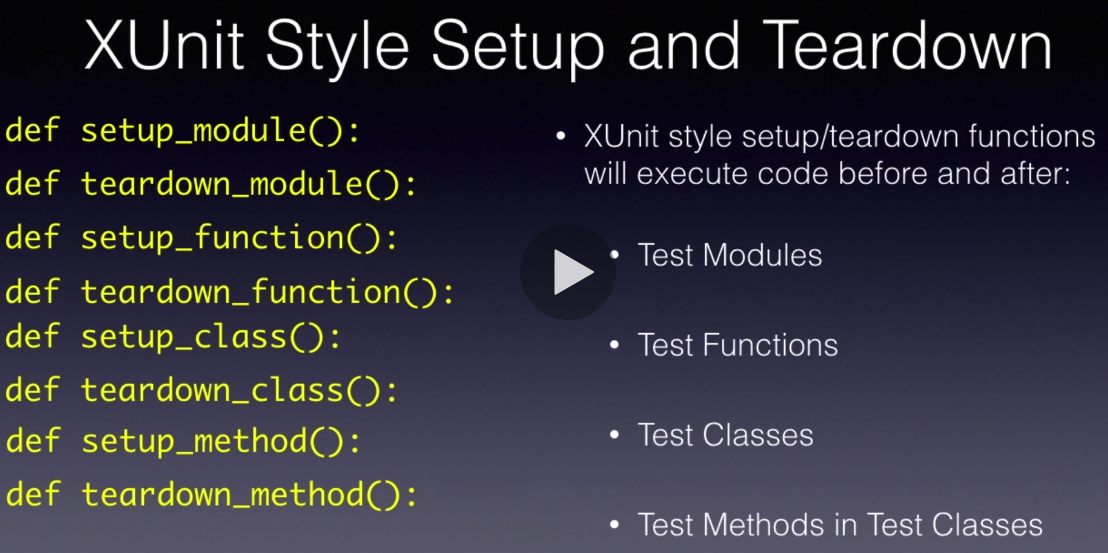 XUnit Style Setup and Teardown
def setup_module():
def teardown_module():
def setup_function():
def teardown_function():
def setup_class():
def teardown_class():
def setup_method():
def teardown_method():
• XUnit style setup/teardown functions
will execute code before and after:
• Test Modules
• Test Functions
• Test Classes
• Test Methods in Test Classes